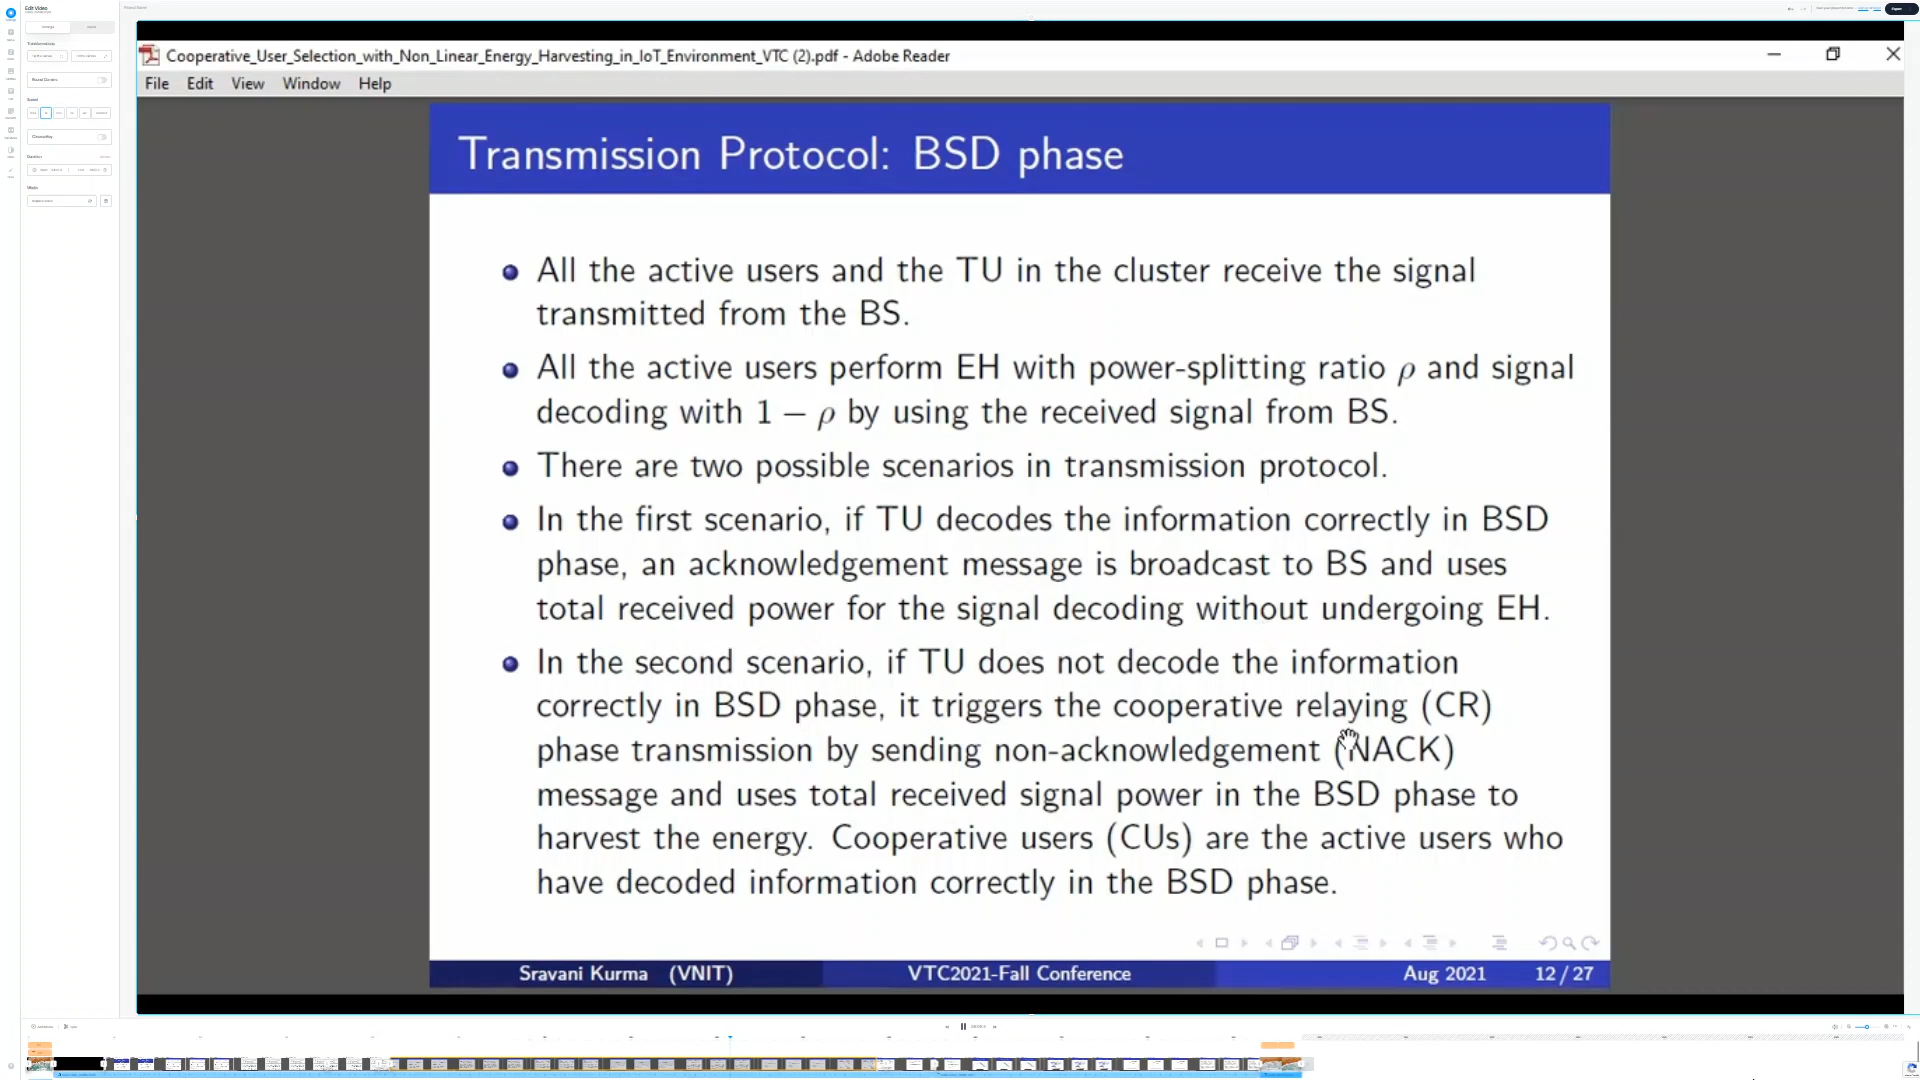 Edit Video
Cooperative_User_Selection_with_Non_Linear_Energy_Harvesting_in_IoT_Environment_VTC (2).pdf - Adobe Reader
File Edit View Window Help
Transmission Protocol: BSD phase
All the active users and the TU in the cluster receive the signal
transmitted from the BS.
All the active users perform EH with power-splitting ratio ρ and signal
decoding with 1 − ρ by using the received signal from BS.
There are two possible scenarios in transmission protocol.
In the first scenario, if TU decodes the information correctly in BSD
phase, an acknowledgement message is broadcast to BS and uses
total received power for the signal decoding without undergoing EH.
In the second scenario, if TU does not decode the information
correctly in BSD phase, it triggers the cooperative relaying (CR)
phase transmission by sending non-acknowledgement (NACK)
message and uses total received signal power in the BSD phase to
harvest the energy. Cooperative users (CUs) are the active users who
have decoded information correctly in the BSD phase.
Sravani Kurma (VNIT) VTC2021-Fall Conference Aug 2021 12 / 27